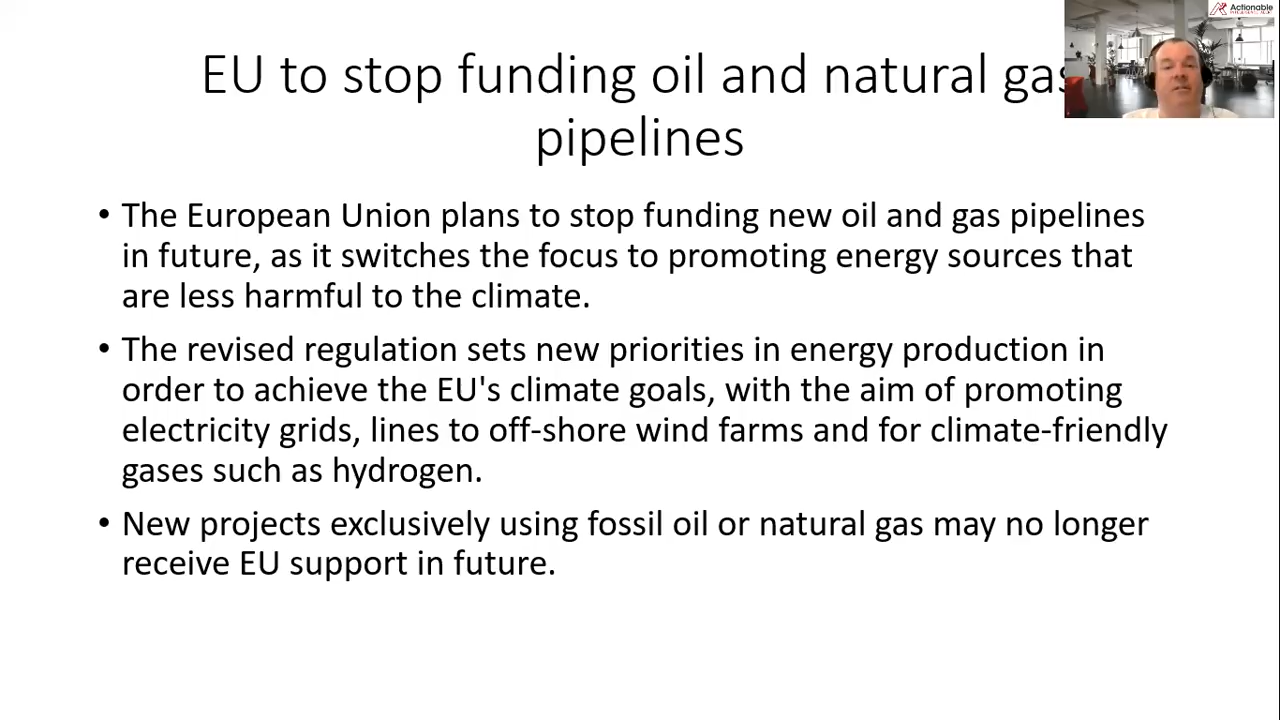 Actionable
EU to stop funding oil and natural gas
pipelines
• The European Union plans to stop funding new oil and gas pipelines
in future, as it switches the focus to promoting energy sources that
are less harmful to the climate.
• The revised regulation sets new priorities in energy production in
order to achieve the EU's climate goals, with the aim of promoting
electricity grids, lines to off-shore wind farms and for climate-friendly
gases such as hydrogen.
• New projects exclusively using fossil oil or natural gas may no longer
receive EU support in future.